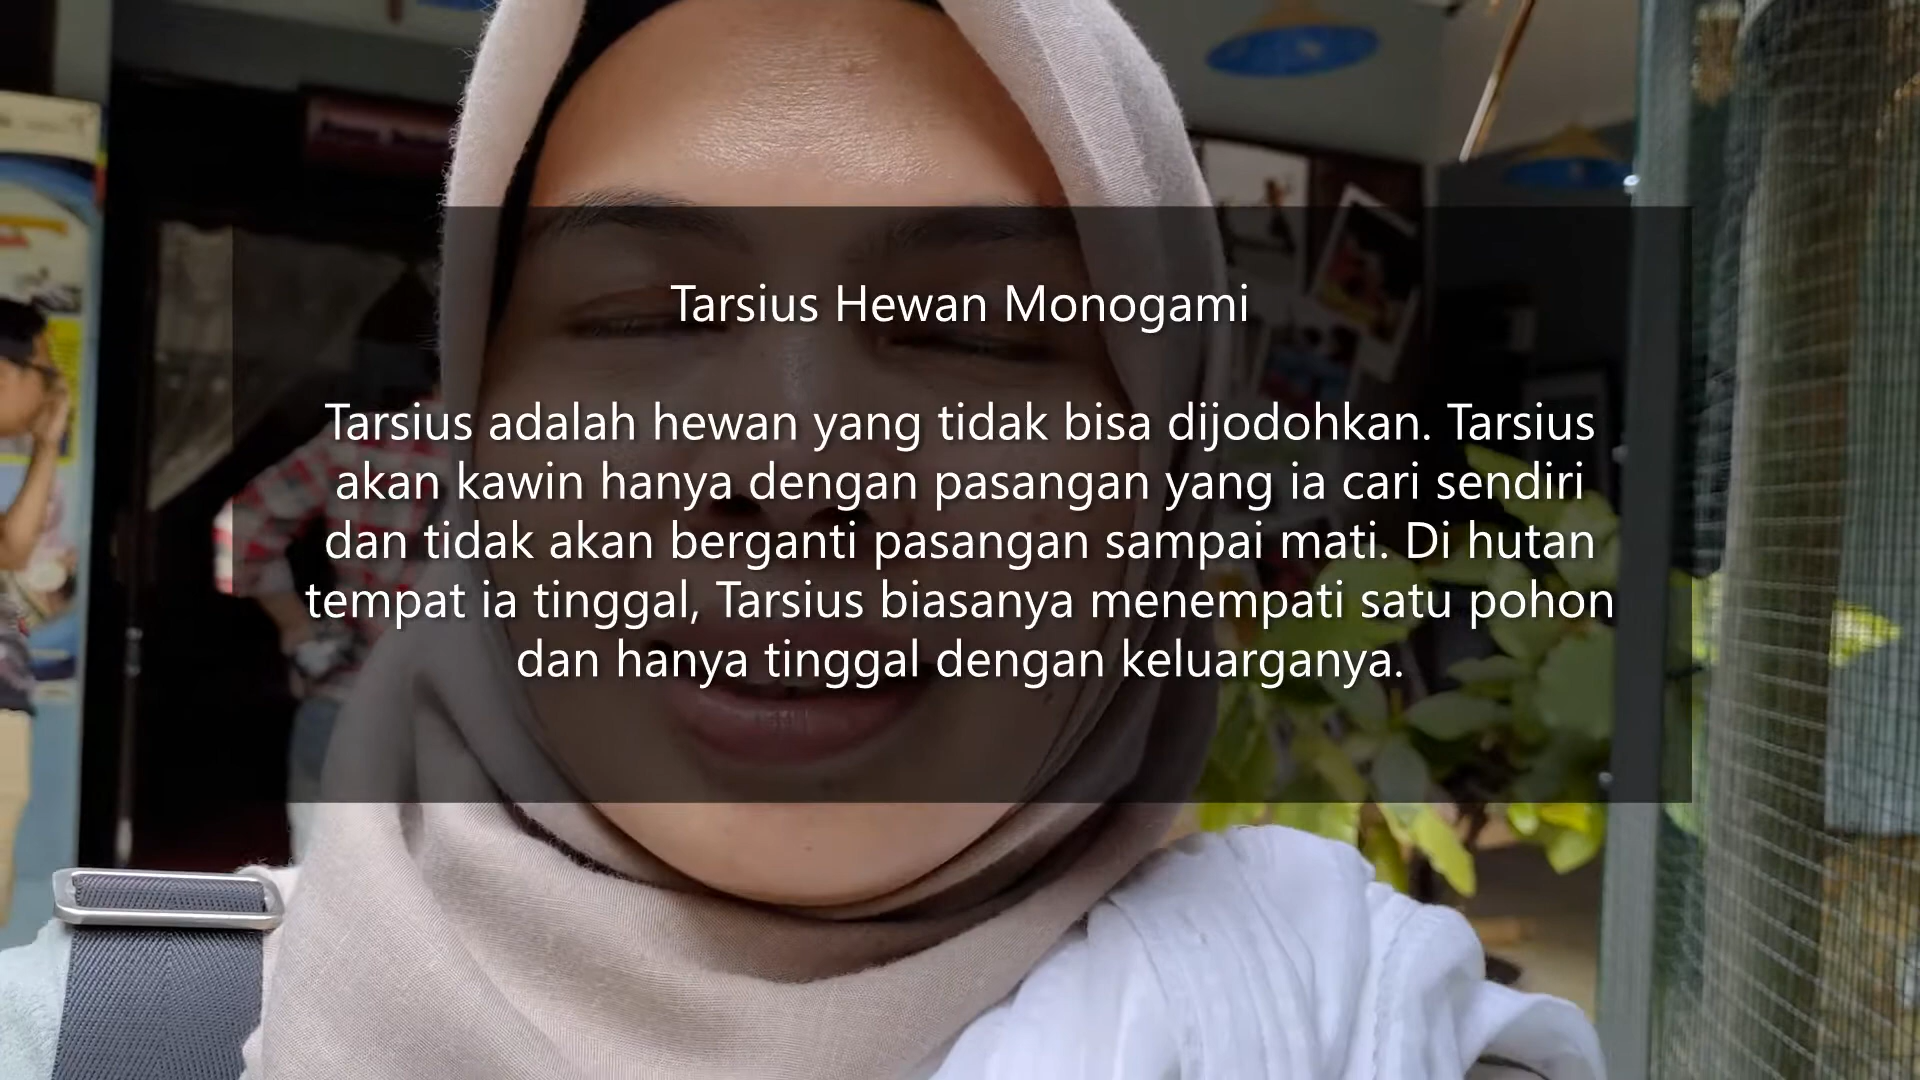 Tarsius Hewan Monogami
Tarsius adalah hewan yang tidak bisa dijodohkan. Tarsius
akan kawin hanya dengan pasangan yang ia cari sendiri
dan tidak akan berganti pasangan sampai mati. Di hutan
tempat ia tinggal, Tarsius biasanya menempati satu pohon
dan hanya tinggal dengan keluarganya.